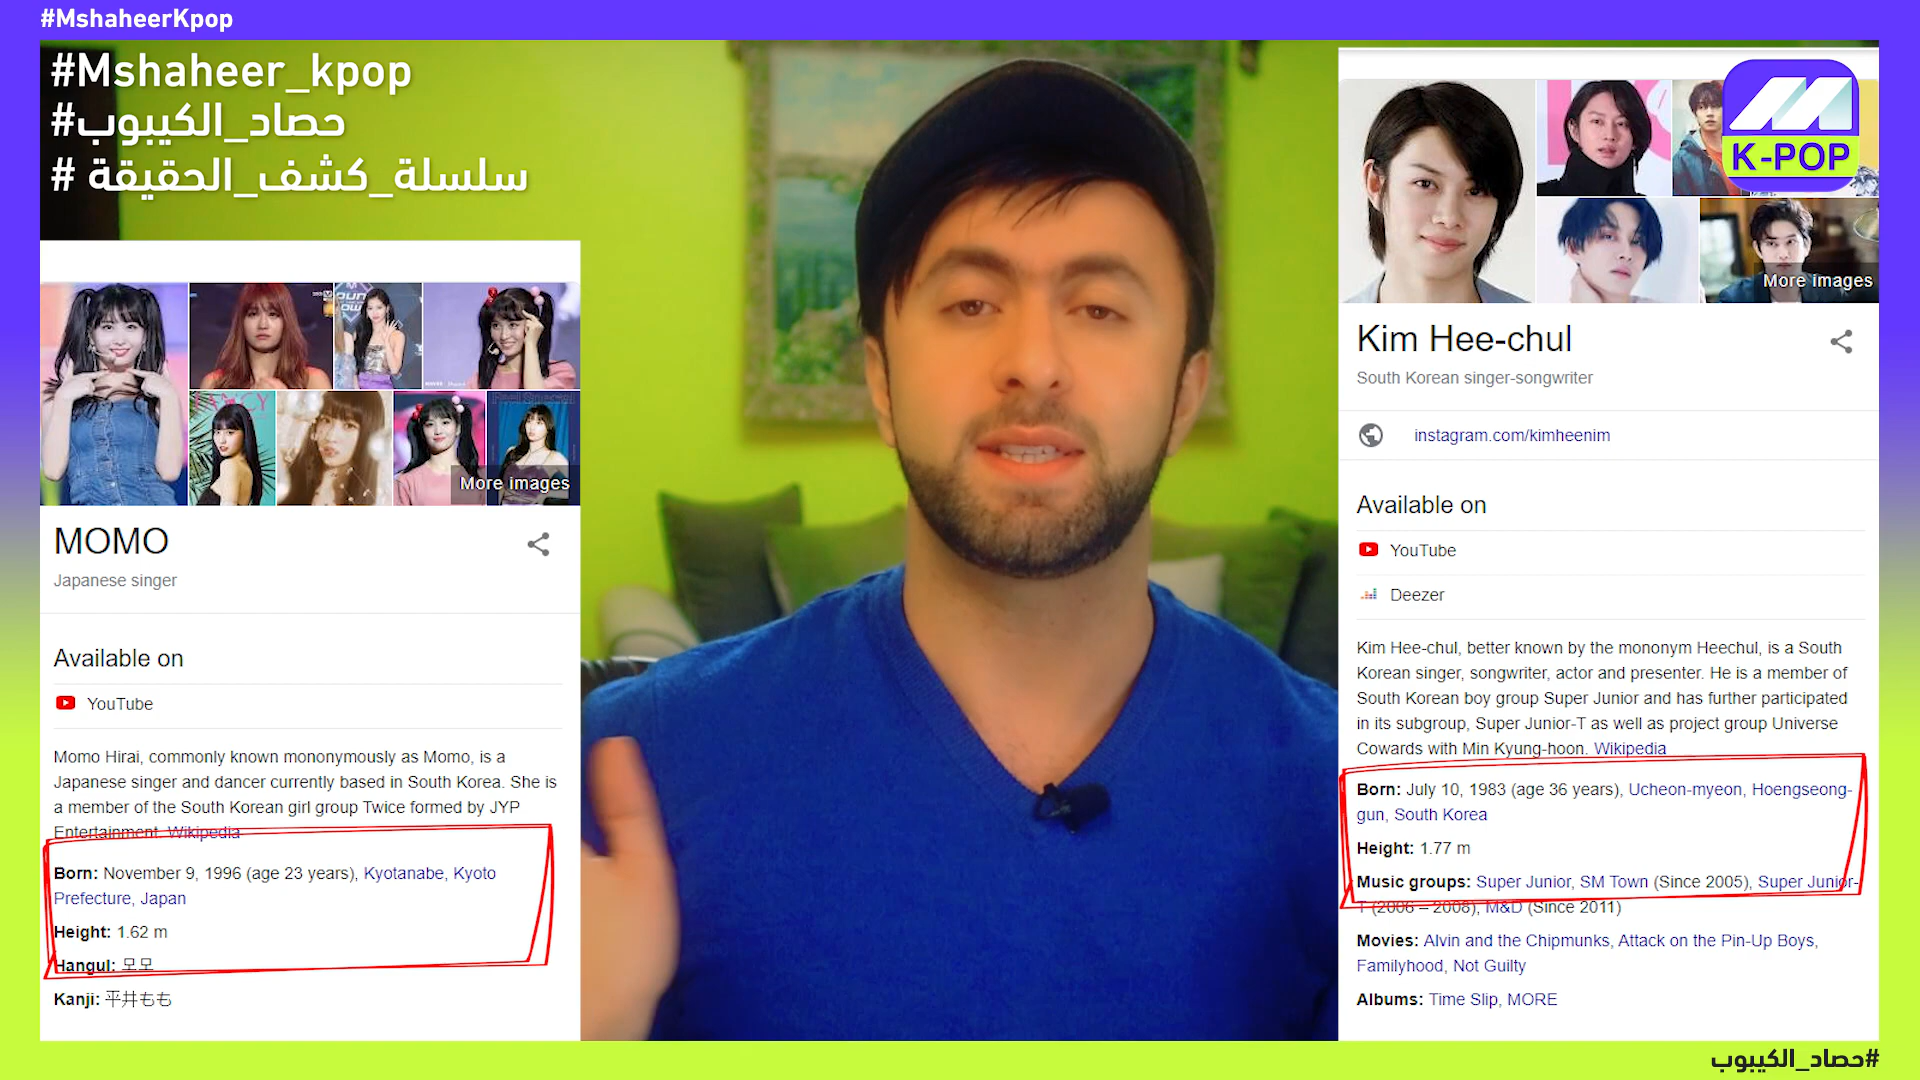 #MshaheerKpop
#Mshaheer_kpop
#حصاد_الكيبوب
# سلسلة_كشف_الحقيقة
K-POP
More images
MOMO
Japanese singer
Available on
YouTube
Momo Hirai, commonly known mononymously as Momo, is a
Japanese singer and dancer currently based in South Korea. She is
a member of the South Korean girl group Twice formed by JYP
Entertainment. Wikipedia
Born: November 9, 1996 (age 23 years), Kyotanabe, Kyoto
Prefecture, Japan
Height: 1.62 m
Hangul: 모모
Kanji: 平井もも
More images
Kim Hee-chul
South Korean singer-songwriter
instagram.com/kimheenim
Available on
YouTube
Deezer
Kim Hee-chul, better known by the mononym Heechul, is a South
Korean singer, songwriter, actor and presenter. He is a member of
South Korean boy group Super Junior and has further participated
in its subgroup, Super Junior-T as well as project group Universe
Cowards with Min Kyung-hoon. Wikipedia
Born: July 10, 1983 (age 36 years), Ucheon-myeon, Hoengseong-
gun, South Korea
Height: 1.77 m
Music groups: Super Junior, SM Town (Since 2005), Super Junior-
T (2006 – 2008), M&D (Since 2011)
Movies: Alvin and the Chipmunks, Attack on the Pin-Up Boys,
Familyhood, Not Guilty
Albums: Time Slip, MORE
#حصاد_الكيبوب